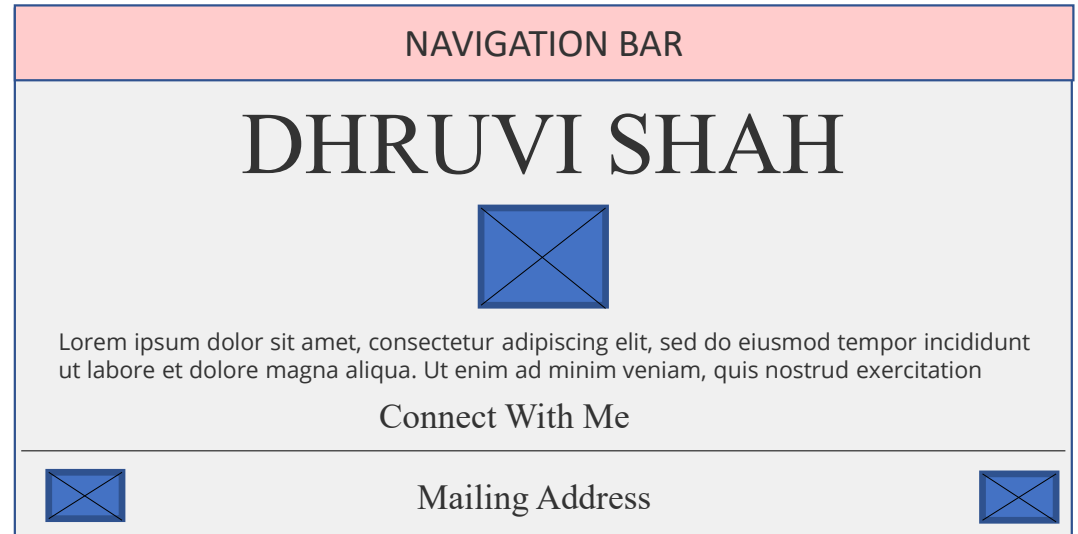 NAVIGATION BAR
DHRUVI SHAH
Lorem ipsum dolor sit amet, consectetur adipiscing elit, sed do eiusmod tempor incididunt
ut labore et dolore magna aliqua. Ut enim ad minim veniam, quis nostrud exercitation
Connect With Me
Mailing Address